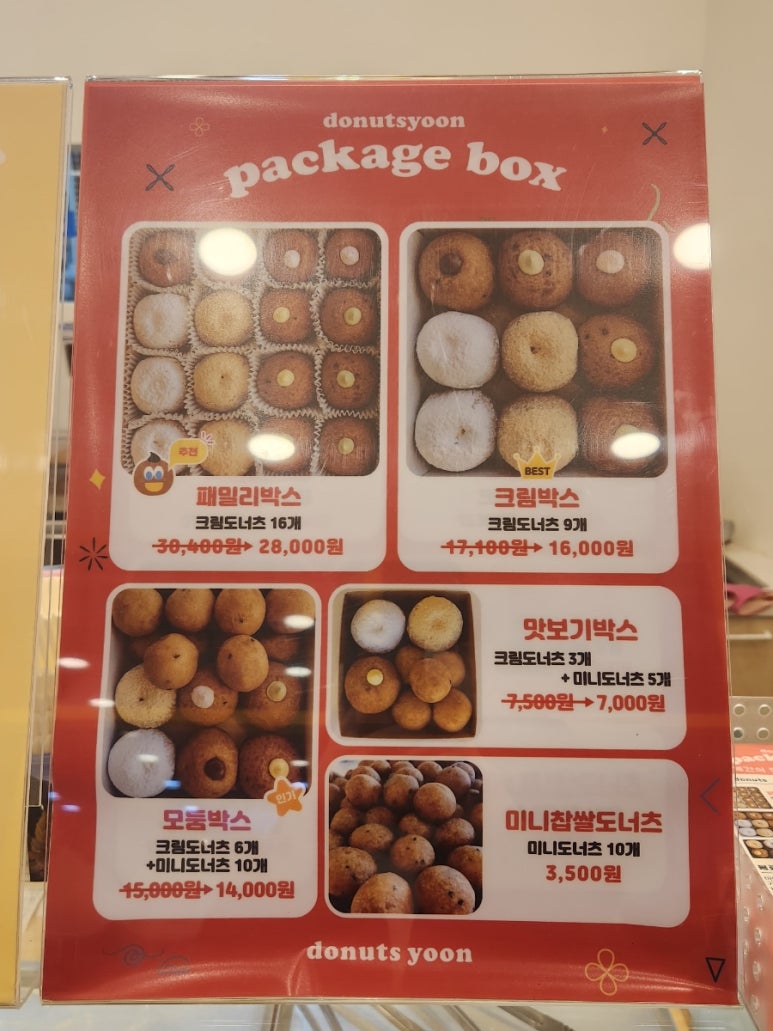 donutsyoon
package box
추천
패밀리박스
크림도너츠 16개
30,400원→ 28,000원
BEST
크림박스
크림도너츠 9개
17,100원→ 16,000원
인기
모둠박스
크림도너츠 6개
+미니도너츠 10개
15,000원→ 14,000원
맛보기박스
크림도너츠 3개
+ 미니도너츠 5개
7,500원→ 7,000원
미니찹쌀도너츠
미니도너츠 10개
3,500원
donuts yoon